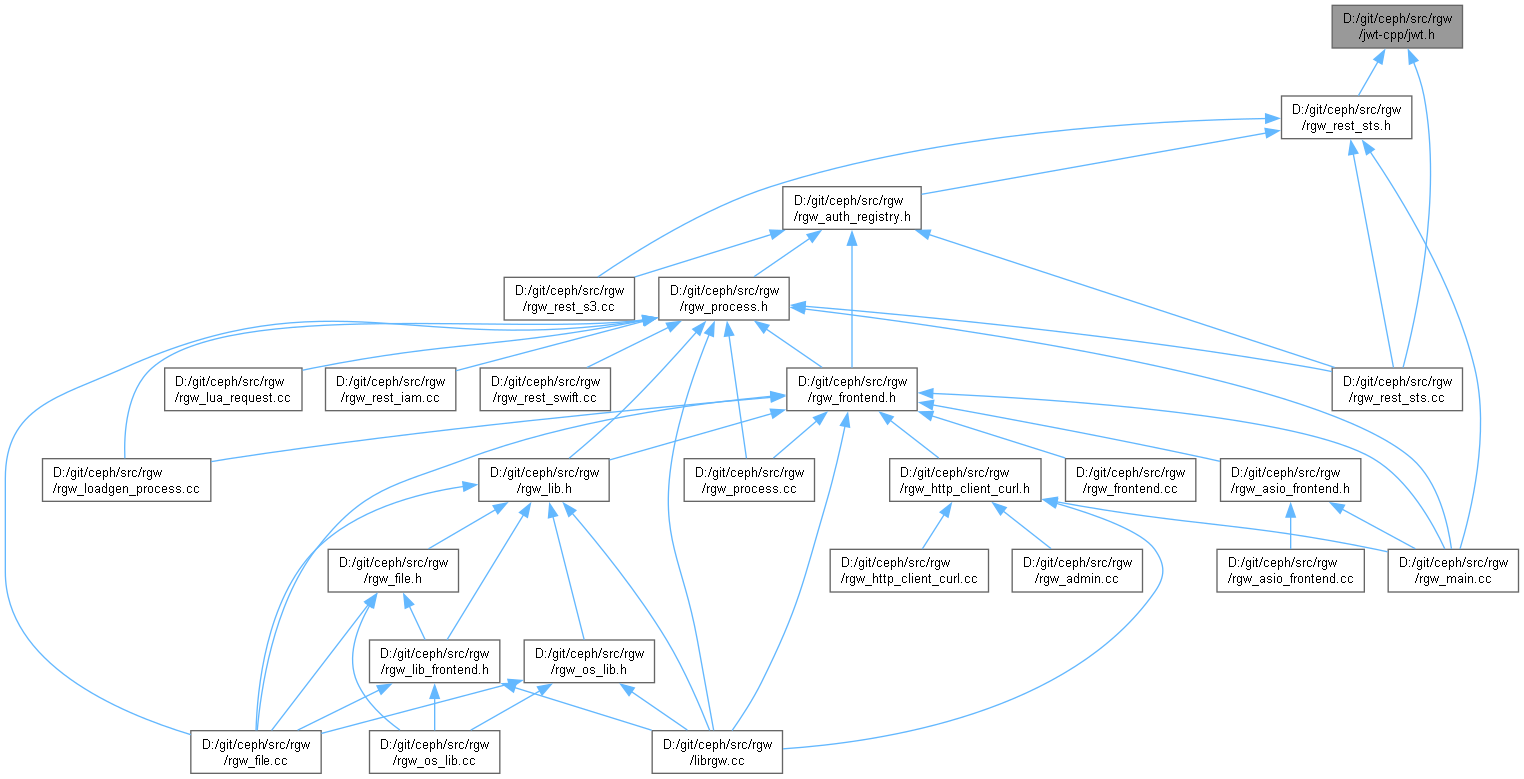 D:/git/ceph/src/rgw
/jwt-cpp/jwt.h
D:/git/ceph/src/rgw
/rgw_rest_sts.h
D:/git/ceph/src/rgw
/rgw_auth_registry.h
D:/git/ceph/src/rgw
/rgw_rest_s3.cc
D:/git/ceph/src/rgw
/rgw_process.h
D:/git/ceph/src/rgw
/rgw_lua_request.cc
D:/git/ceph/src/rgw
/rgw_rest_iam.cc
D:/git/ceph/src/rgw
/rgw_rest_swift.cc
D:/git/ceph/src/rgw
/rgw_frontend.h
D:/git/ceph/src/rgw
/rgw_rest_sts.cc
D:/git/ceph/src/rgw
/rgw_loadgen_process.cc
D:/git/ceph/src/rgw
/rgw_lib.h
D:/git/ceph/src/rgw
/rgw_process.cc
D:/git/ceph/src/rgw
/rgw_http_client_curl.h
D:/git/ceph/src/rgw
/rgw_frontend.cc
D:/git/ceph/src/rgw
/rgw_asio_frontend.h
D:/git/ceph/src/rgw
/rgw_file.h
D:/git/ceph/src/rgw
/rgw_http_client_curl.cc
D:/git/ceph/src/rgw
/rgw_admin.cc
D:/git/ceph/src/rgw
/rgw_asio_frontend.cc
D:/git/ceph/src/rgw
/rgw_main.cc
D:/git/ceph/src/rgw
/rgw_lib_frontend.h
D:/git/ceph/src/rgw
/rgw_os_lib.h
D:/git/ceph/src/rgw
/rgw_file.cc
D:/git/ceph/src/rgw
/rgw_os_lib.cc
D:/git/ceph/src/rgw
/librgw.cc